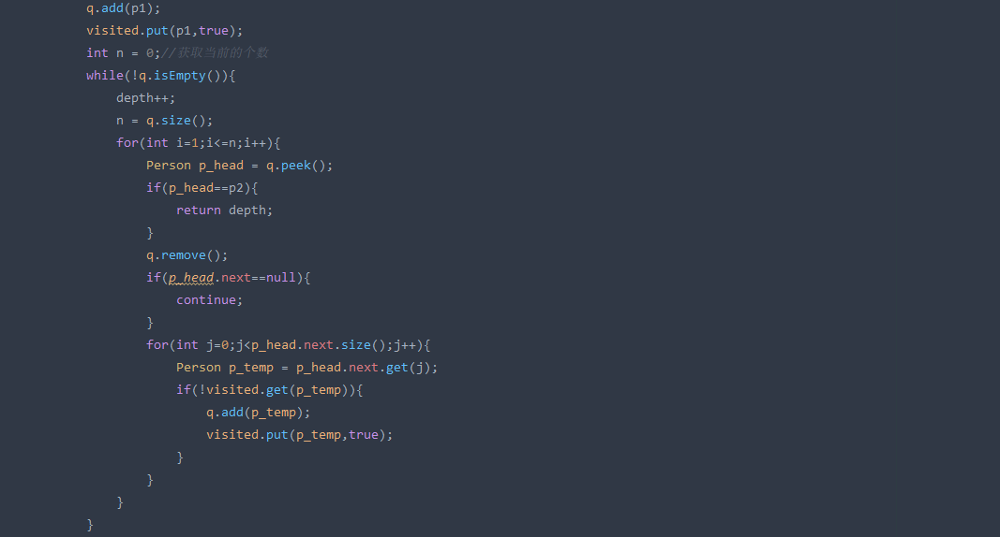 q.add(p1);
visited.put(p1,true);
int n = 0;//获取当前的个数
while(!q.isEmpty()){
depth++;
n = q.size();
for(int i=1;i<=n;i++){
Person p_head = q.peek();
if(p_head==p2){
return depth;
}
q.remove();
if(p_head.next==null){
continue;
}
for(int j=0;j<p_head.next.size();j++){
Person p_temp = p_head.next.get(j);
if(!visited.get(p_temp)){
q.add(p_temp);
visited.put(p_temp,true);
}
}
}
}